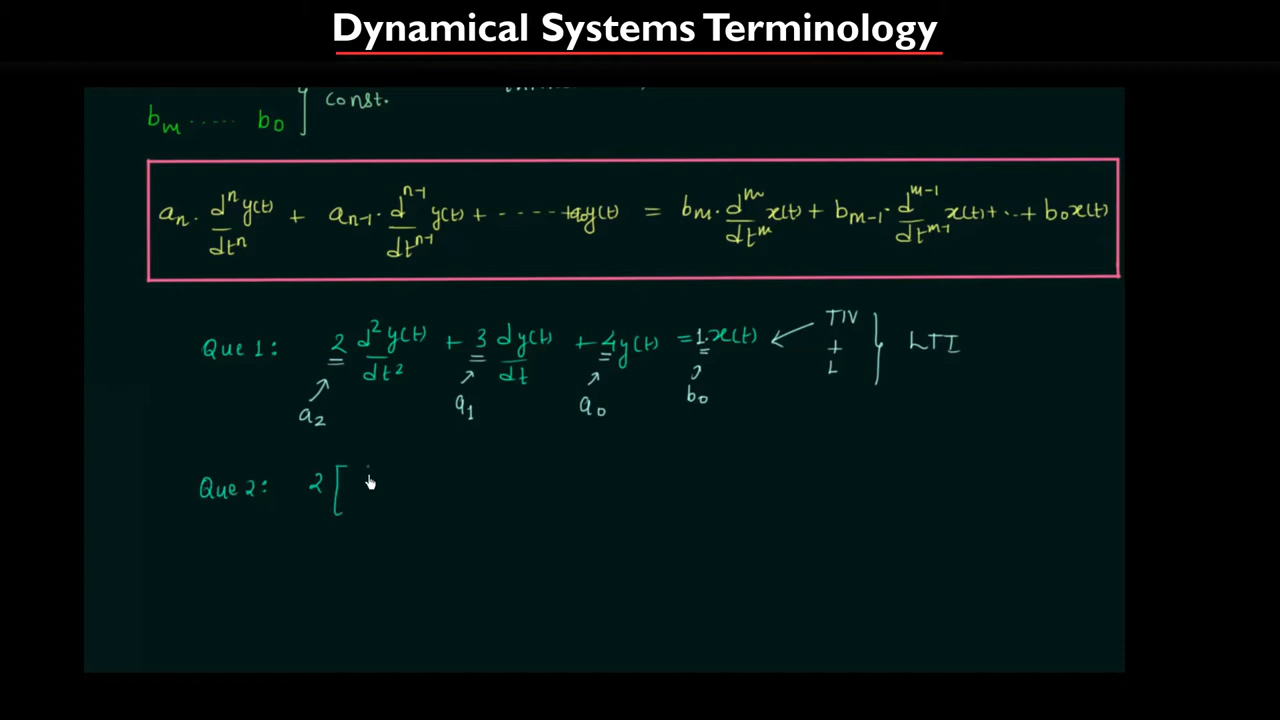 Dynamical Systems Terminology
const.
bm ..... b0
an · d^n y(t)/dt^n + an-1 · d^n-1 y(t)/dt^n-1 + ······ + a0y(t) = bm · d^m x(t)/dt^m + bm-1 · d^m-1 x(t)/dt^m-1 + ··· + b0x(t)
Que 1: 2 d^2 y(t)/dt^2 + 3 dy(t)/dt + 4y(t) = 1·x(t) TIV + L } LTI
a2 a1 a0 b0
Que 2: 2 [